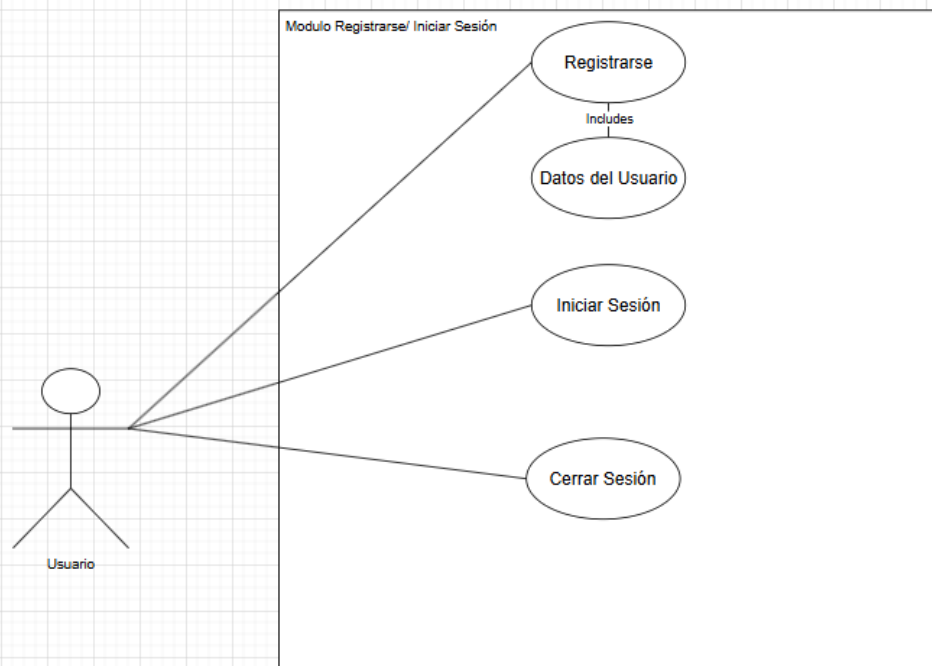 Modulo Registrarse/ Iniciar Sesión
Registrarse
Includes
Datos del Usuario
Iniciar Sesión
Cerrar Sesión
Usuario